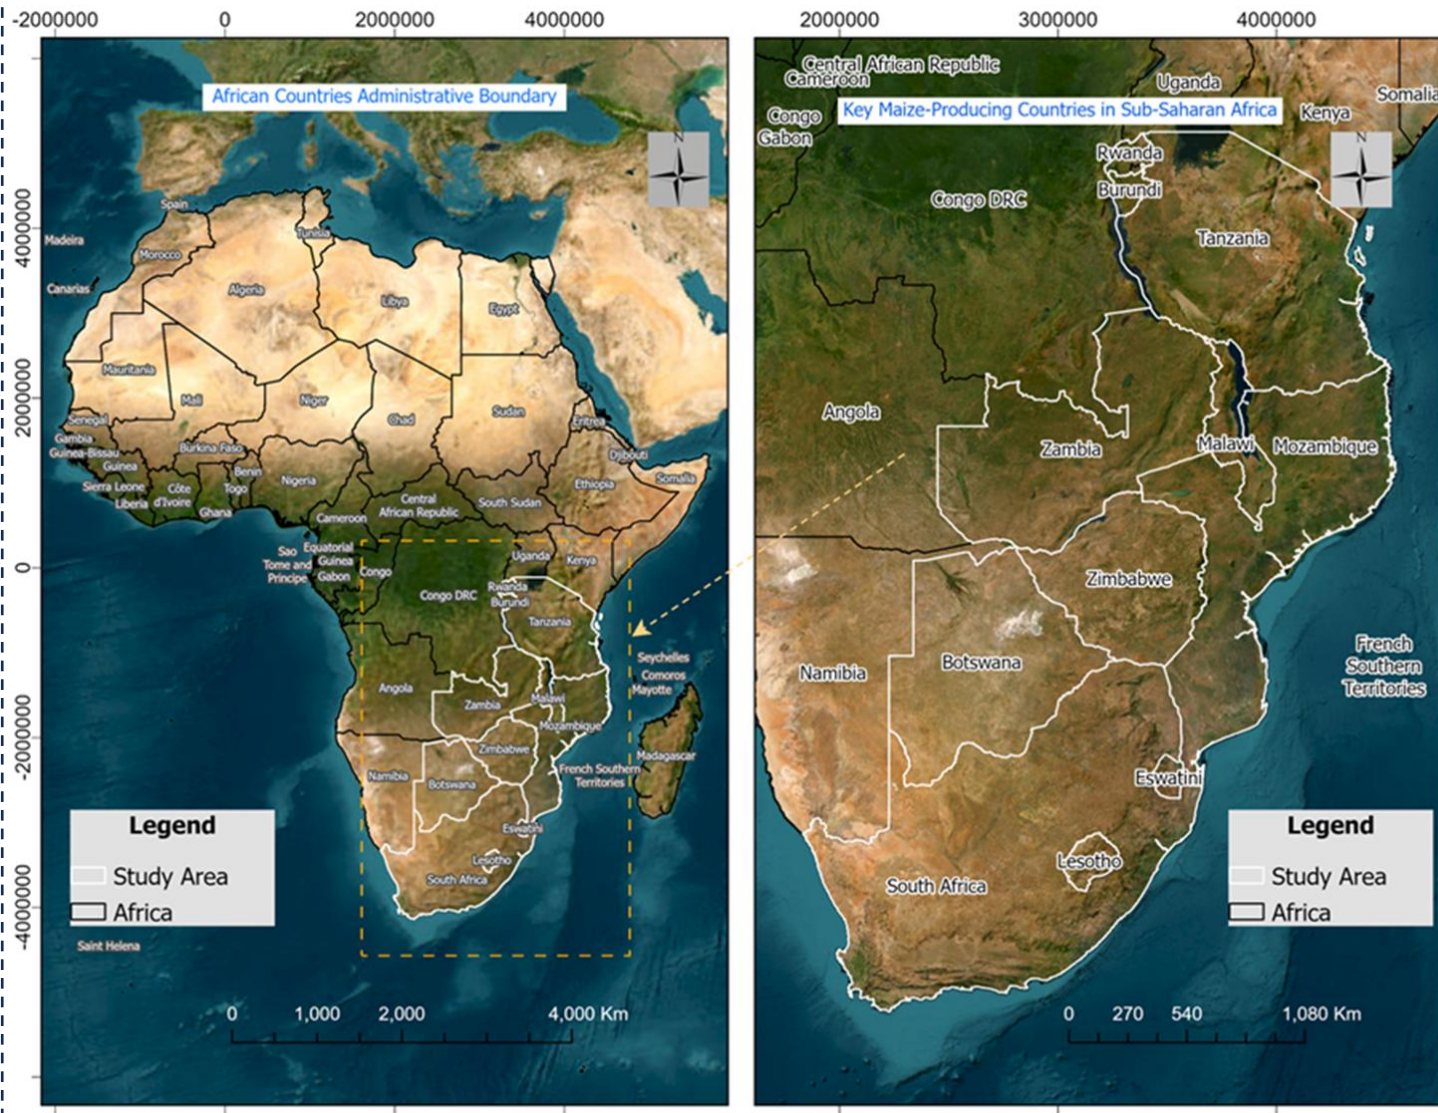 -2000000
0
2000000
4000000
2000000
3000000
4000000
4000000
2000000
0
-2000000
-4000000
African Countries Administrative Boundary
N
Spain
Madeira
Tunisia
Morocco
Canarias
Algeria
Libya
Egypt
Mauritania
Mali
Niger
Chad
Sudan
Eritrea
Senegal
Gambia
Guinea-Bissau
Guinea
Burkina Faso
Djibouti
Benin
Nigeria
Somalia
Sierra Leone
Côte
d'Ivoire
Togo
Ethiopia
Liberia
Ghana
Central
African Republic
South Sudan
Cameroon
Sao
Tome and
Principe
Equatorial
Guinea
Gabon
Congo
Uganda
Kenya
Congo DRC
Rwanda
Burundi
Tanzania
Seychelles
Comoros
Mayotte
Angola
Zambia
Malawi
Mozambique
Zimbabwe
Madagascar
Namibia
Botswana
French Southern
Territories
Eswatini
Lesotho
South Africa
Legend
Study Area
Africa
Saint Helena
0
1,000
2,000
4,000 Km
Central African Republic
Cameroon
Uganda
Somalia
Key Maize-Producing Countries in Sub-Saharan Africa
Kenya
Congo
Gabon
N
Rwanda
Burundi
Congo DRC
Tanzania
Angola
Zambia
Malawi
Mozambique
Zimbabwe
Namibia
Botswana
French
Southern
Territories
Eswatini
Lesotho
South Africa
Legend
Study Area
Africa
0
270
540
1,080 Km